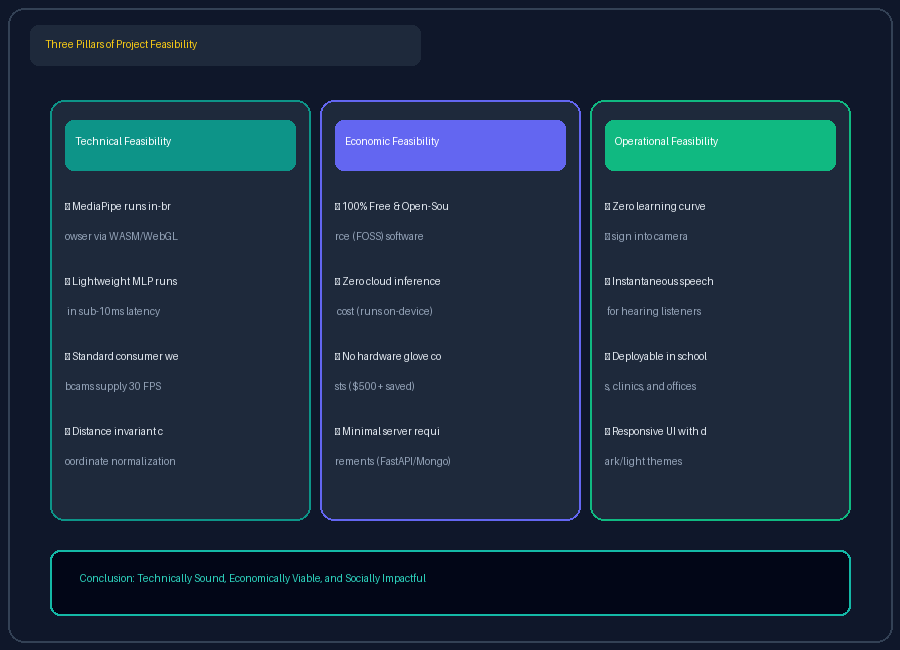 Three Pillars of Project Feasibility
Technical Feasibility
▯ MediaPipe runs in-br
owser via WASM/WebGL
▯ Lightweight MLP runs
in sub-10ms latency
▯ Standard consumer we
bcams supply 30 FPS
▯ Distance invariant c
oordinate normalization
Economic Feasibility
▯ 100% Free & Open-Sou
rce (FOSS) software
▯ Zero cloud inference
cost (runs on-device)
▯ No hardware glove co
sts ($500+ saved)
▯ Minimal server requi
rements (FastAPI/Mongo)
Operational Feasibility
▯ Zero learning curve
▯ sign into camera
▯ Instantaneous speech
for hearing listeners
▯ Deployable in school
s, clinics, and offices
▯ Responsive UI with d
ark/light themes
Conclusion: Technically Sound, Economically Viable, and Socially Impactful